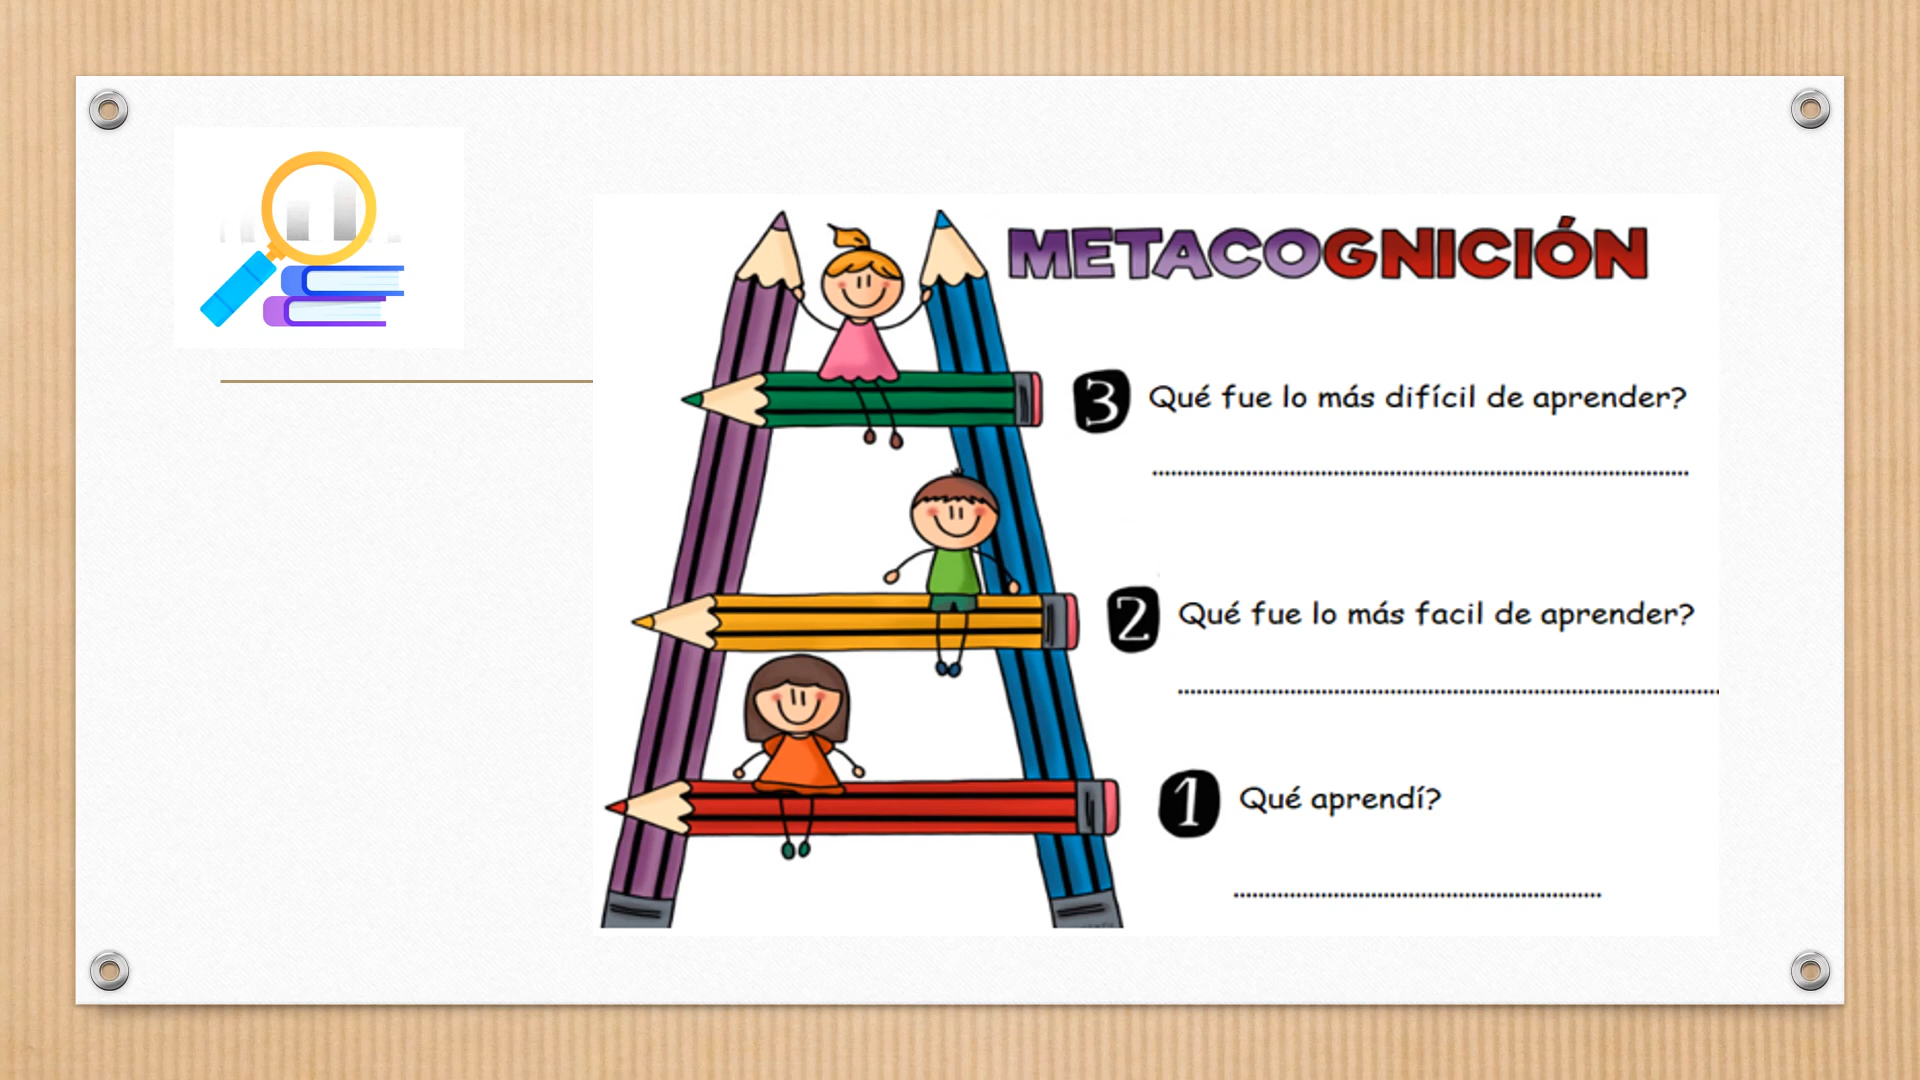 METACOGNICIÓN
3 Qué fue lo más difícil de aprender?
2 Qué fue lo más facil de aprender?
1 Qué aprendí?